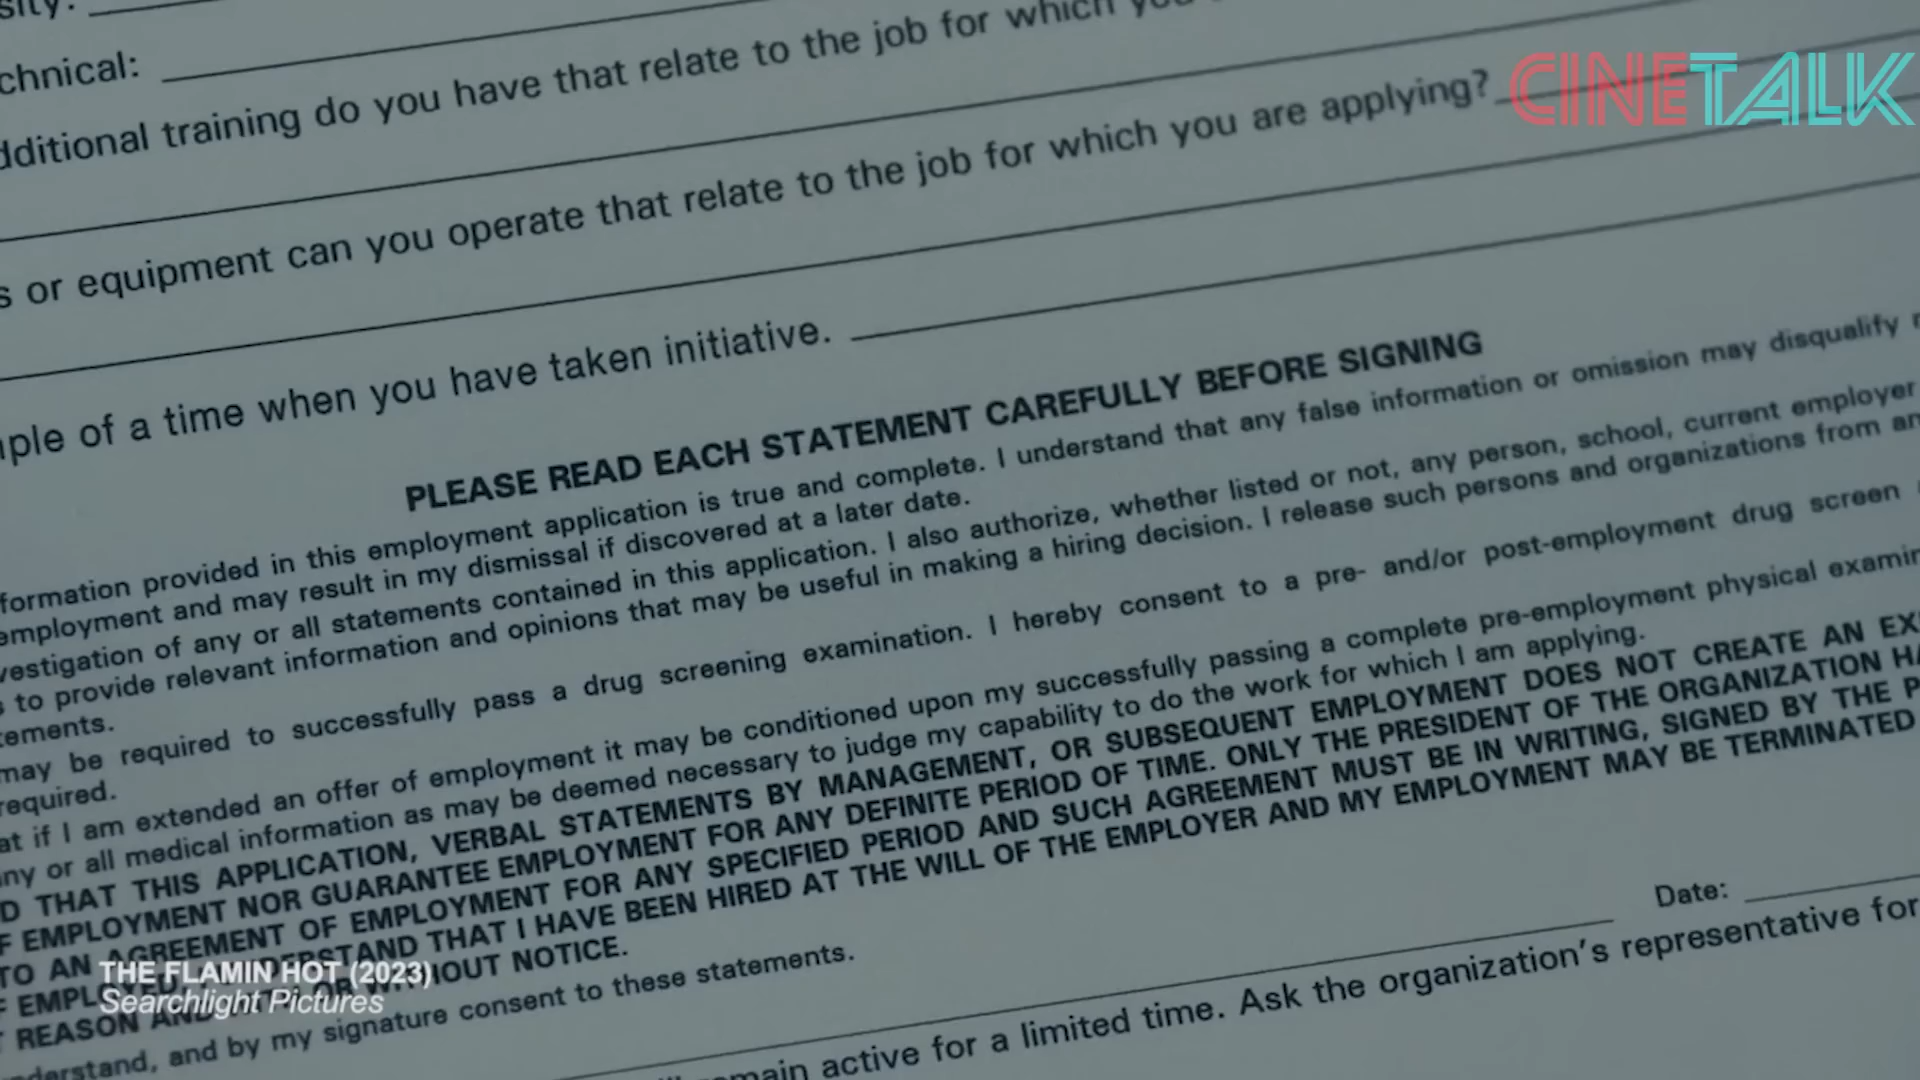 sity:
CINETALK
chnical:
dditional training do you have that relate to the job for which
s or equipment can you operate that relate to the job for which you are applying?
ple of a time when you have taken initiative.
PLEASE READ EACH STATEMENT CAREFULLY BEFORE SIGNING
formation provided in this employment application is true and complete. I understand that any false information or omission may disqualify
employment and may result in my dismissal if discovered at a later date.
vestigation of any or all statements contained in this application. I also authorize, whether listed or not, any person, school, current employer
s to provide relevant information and opinions that may be useful in making a hiring decision. I release such persons and organizations from
tements.
may be required to successfully pass a drug screening examination. I hereby consent to a pre- and/or post-employment drug screen
required.
at if I am extended an offer of employment it may be conditioned upon my successfully passing a complete pre-employment physical examin
ny or all medical information as may be deemed necessary to judge my capability to do the work for which I am applying.
D THAT THIS APPLICATION, VERBAL STATEMENTS BY MANAGEMENT, OR SUBSEQUENT EMPLOYMENT DOES NOT CREATE AN EX
F EMPLOYMENT NOR GUARANTEE EMPLOYMENT FOR ANY DEFINITE PERIOD OF TIME. ONLY THE PRESIDENT OF THE ORGANIZATION HA
TO AN AGREEMENT OF EMPLOYMENT FOR ANY SPECIFIED PERIOD AND SUCH AGREEMENT MUST BE IN WRITING, SIGNED BY THE P
F EMPLOYED, UNDERSTAND THAT I HAVE BEEN HIRED AT THE WILL OF THE EMPLOYER AND MY EMPLOYMENT MAY BE TERMINATED
REASON AND OR WITHOUT NOTICE.
derstand, and by my signature consent to these statements.
Date:
main active for a limited time. Ask the organization's representative for
THE FLAMIN HOT (2023)
Searchlight Pictures